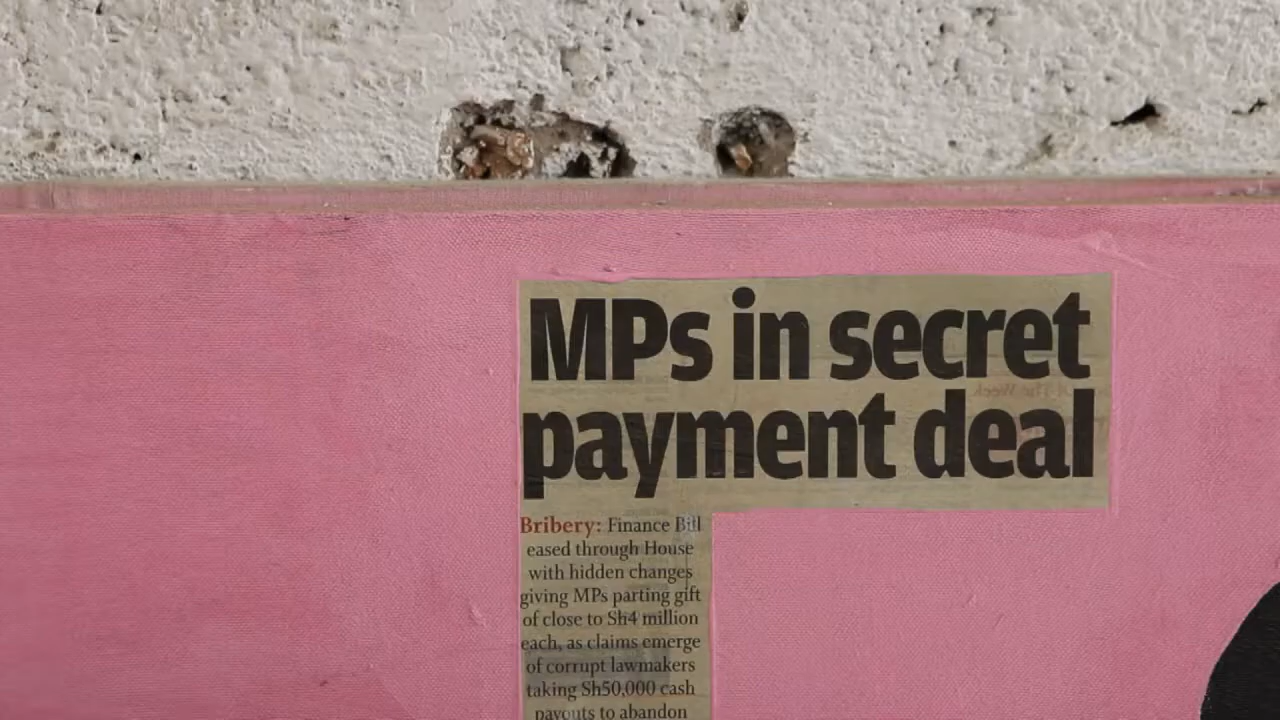 MPs in secret
payment deal
Bribery: Finance Bill
eased through House
with hidden changes
giving MPs parting gift
of close to Sh4 million
each, as claims emerge
of corrupt lawmakers
taking Sh50,000 cash
payouts to abandon